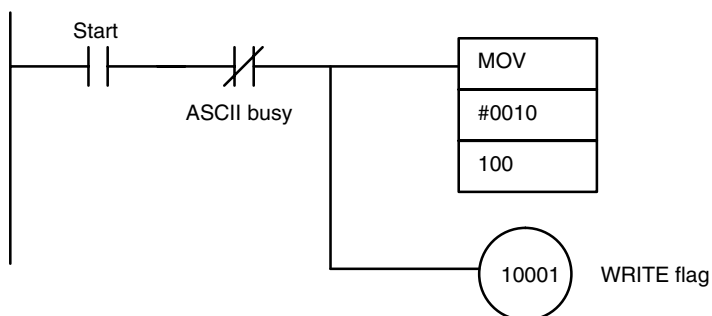 Start
ASCII busy
MOV
#0010
100
10001
WRITE flag